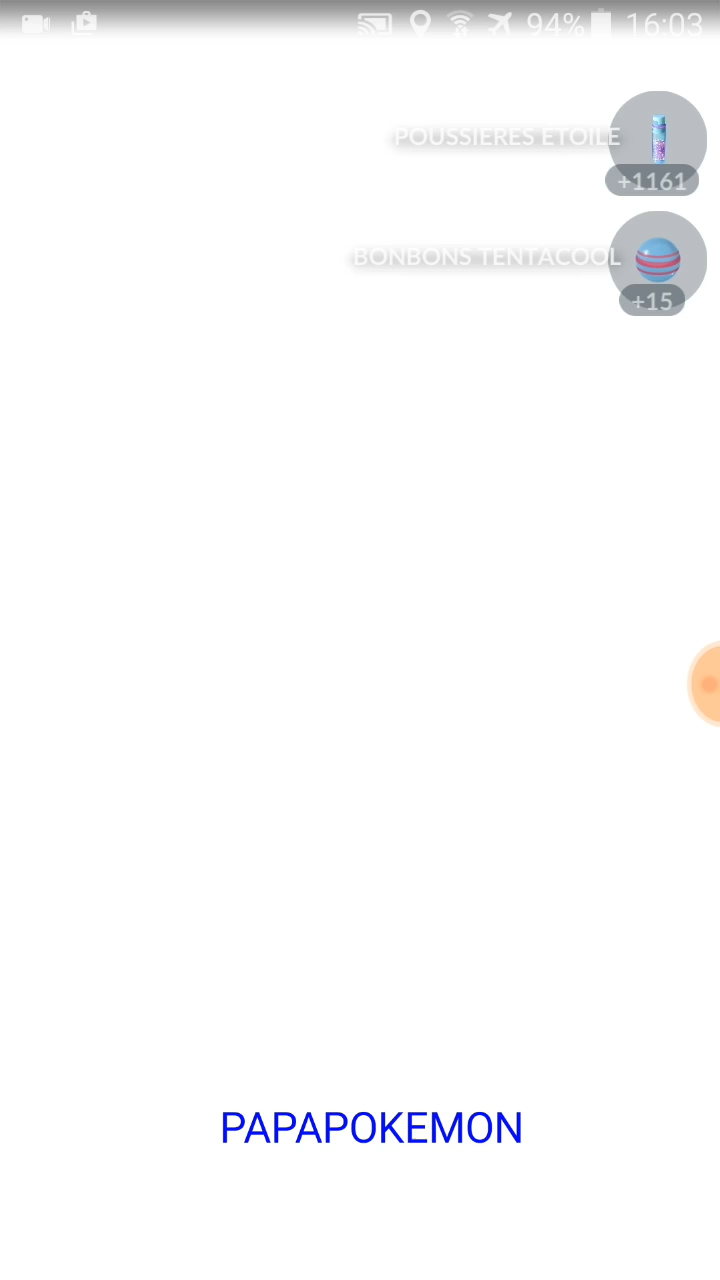 94% 16:03
POUSSIERES ETOILE
+1161
BONBONS TENTACOOL
+15
PAPAPOKEMON